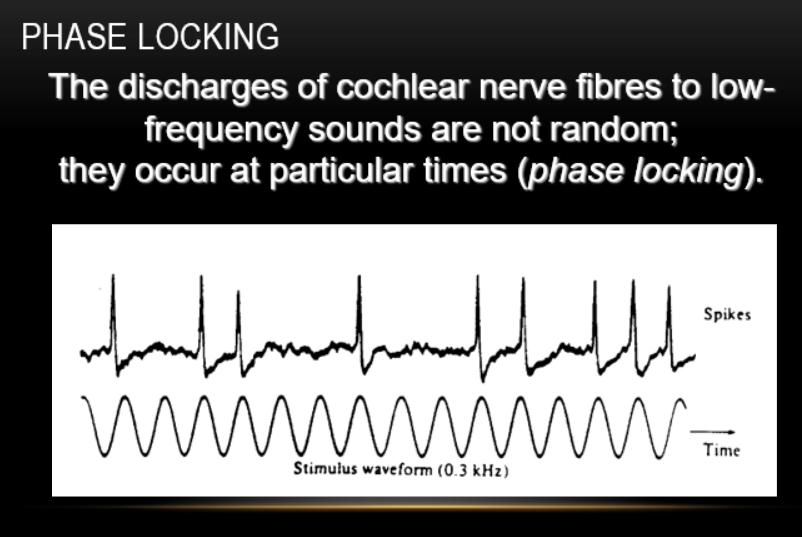 PHASE LOCKING
The discharges of cochlear nerve fibres to low-
frequency sounds are not random;
they occur at particular times (phase locking).
Spikes
Time
Stimulus waveform (0.3 kHz)